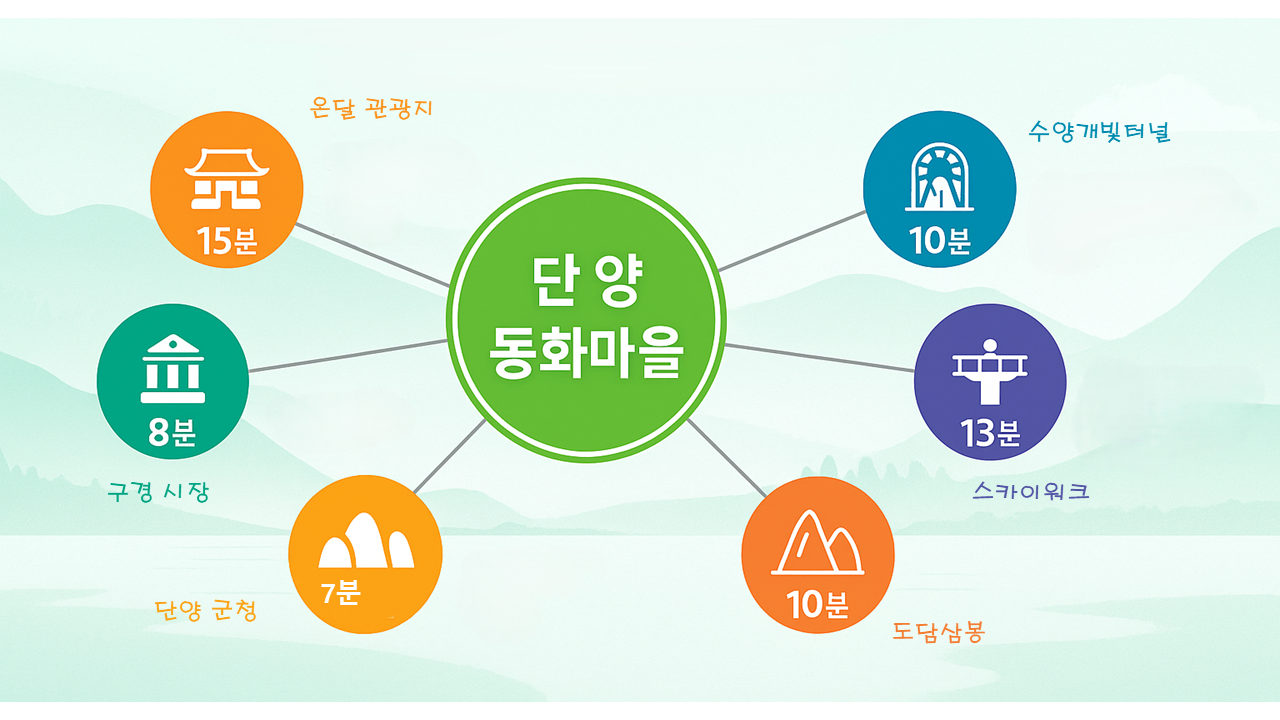 온달 관광지
15분
수양개빛터널
10분
단 양
동화마을
8분
구경 시장
13분
스카이워크
7분
단양 군청
10분
도담삼봉